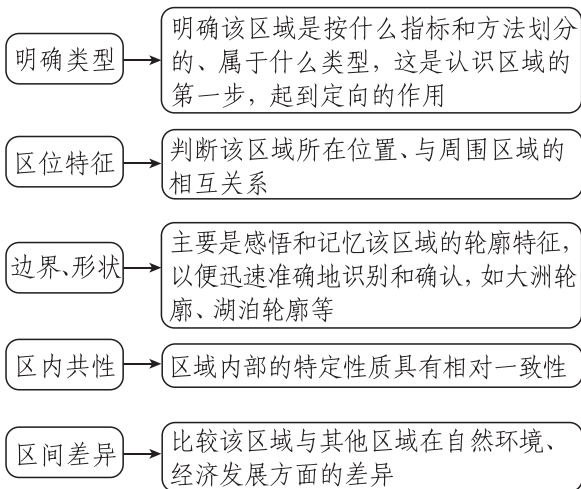 明确类型
明确该区域是按什么指标和方法划分
的、属于什么类型，这是认识区域的
第一步，起到定向的作用
区位特征
判断该区域所在位置、与周围区域的
相互关系
边界、形状
主要是感悟和记忆该区域的轮廓特征，
以便迅速准确地识别和确认，如大洲轮
廓、湖泊轮廓等
区内共性
区域内部的特定性质具有相对一致性
区间差异
比较该区域与其他区域在自然环境、
经济发展方面的差异